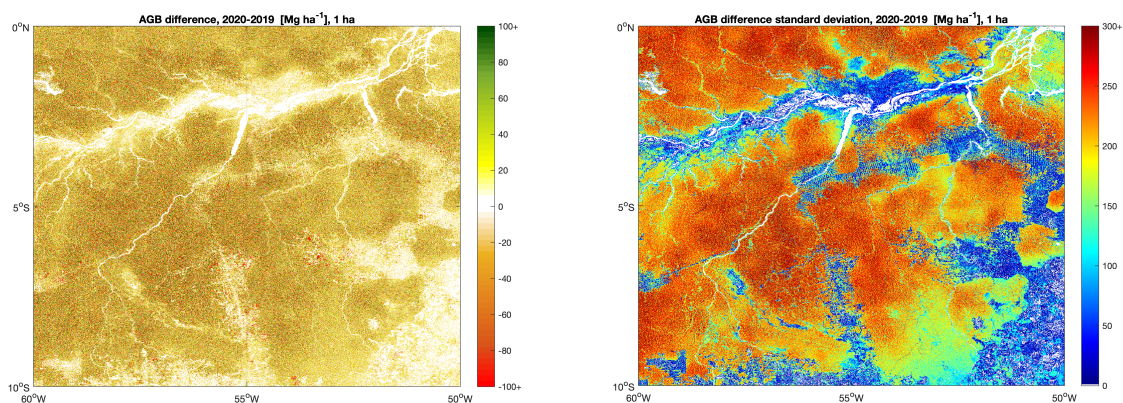 AGB difference, 2020-2019 [Mg ha⁻¹], 1 ha
0°N
5°S
10°S
60°W
55°W
50°W
100+
80
60
40
20
0
-20
-40
-60
-80
-100+
AGB difference standard deviation, 2020-2019 [Mg ha⁻¹], 1 ha
0°N
5°S
10°S
60°W
55°W
50°W
300+
250
200
150
100
50
0